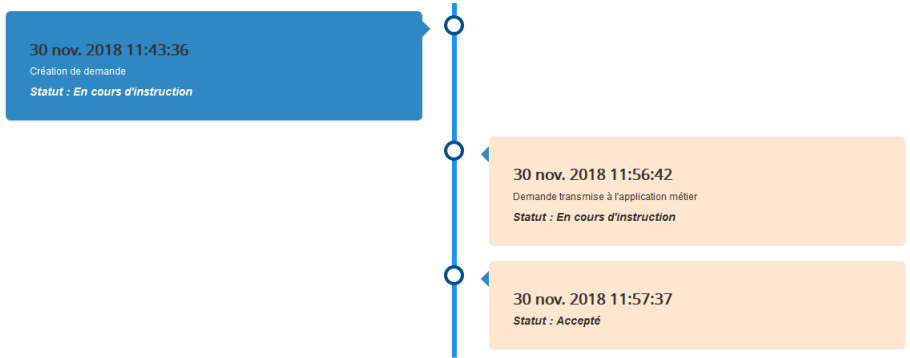 30 nov. 2018 11:43:36
Création de demande
Statut : En cours d'instruction
30 nov. 2018 11:56:42
Demande transmise à l'application métier
Statut : En cours d'instruction
30 nov. 2018 11:57:37
Statut : Accepté